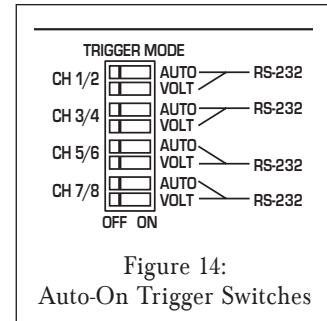 TRIGGER MODE
CH 1/2 AUTO RS-232
VOLT
CH 3/4 AUTO RS-232
VOLT
CH 5/6 AUTO
VOLT RS-232
CH 7/8 AUTO
VOLT RS-232
OFF ON
Figure 14:
Auto-On Trigger Switches